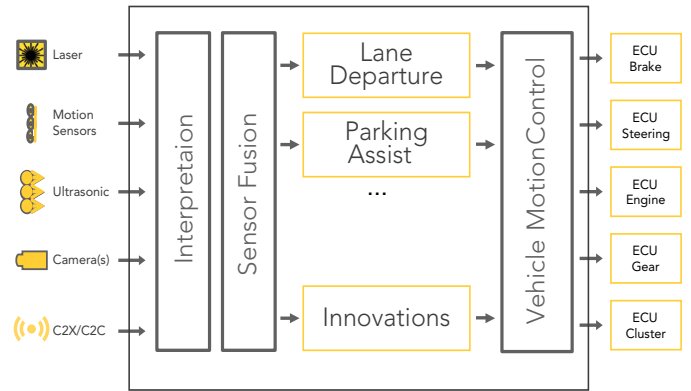 Laser
Motion
Sensors
Ultrasonic
Camera(s)
C2X/C2C
Interpretaion
Sensor Fusion
Lane
Departure
Parking
Assist
...
Innovations
Vehicle MotionControl
ECU
Brake
ECU
Steering
ECU
Engine
ECU
Gear
ECU
Cluster